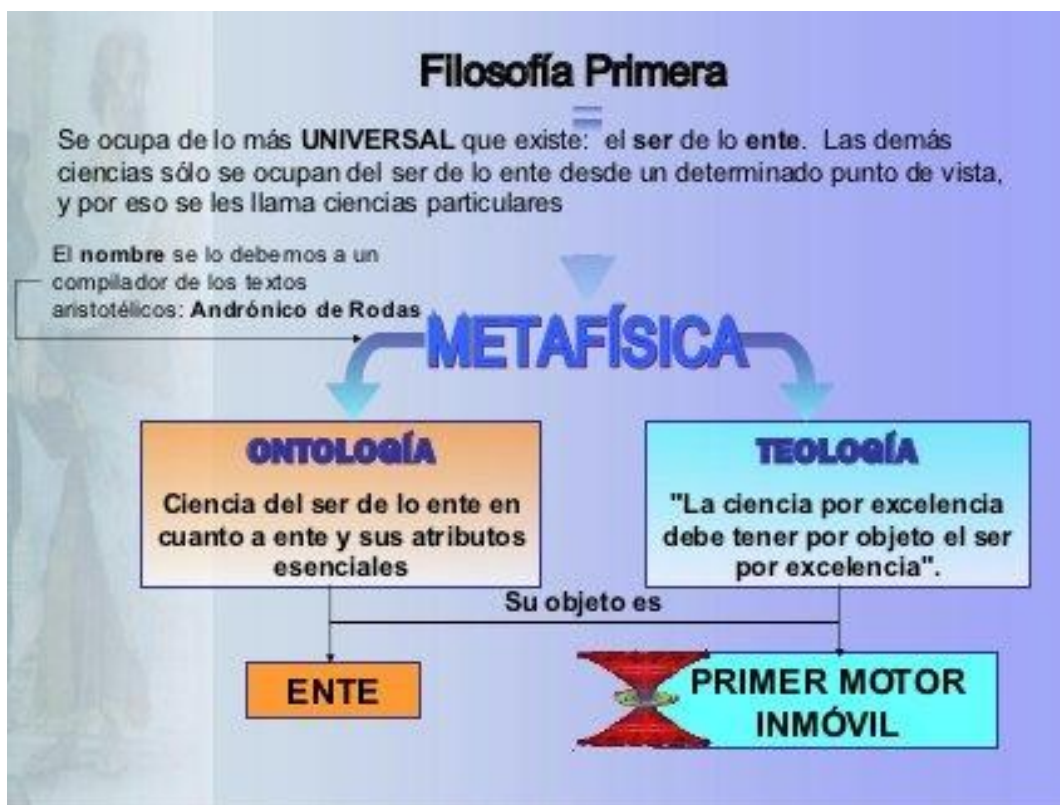 Filosofía Primera
=
Se ocupa de lo más UNIVERSAL que existe: el ser de lo ente. Las demás
ciencias sólo se ocupan del ser de lo ente desde un determinado punto de vista,
y por eso se les llama ciencias particulares
El nombre se lo debemos a un
compilador de los textos
aristotélicos: Andrónico de Rodas
METAFÍSICA
ONTOLOGÍA
Ciencia del ser de lo ente en
cuanto a ente y sus atributos
esenciales
TEOLOGÍA
"La ciencia por excelencia
debe tener por objeto el ser
por excelencia".
Su objeto es
ENTE
PRIMER MOTOR
INMÓVIL